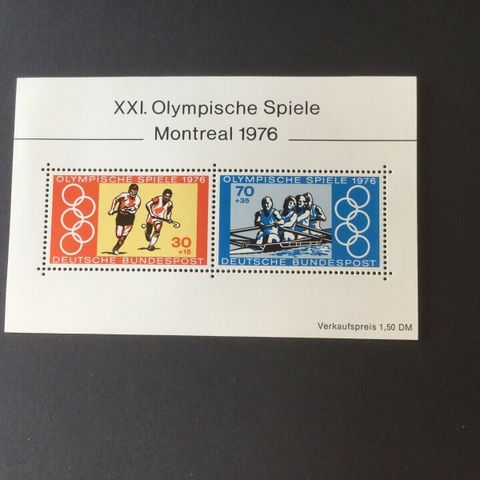 XXI. Olympische Spiele
Montreal 1976
OLYMPISCHE SPIELE 1976
30
+15
DEUTSCHE BUNDESPOST
OLYMPISCHE SPIELE 1976
70
+35
DEUTSCHE BUNDESPOST
Verkaufspreis 1,50 DM